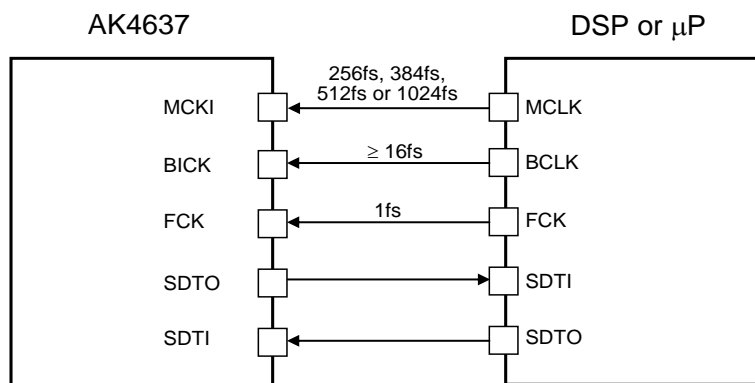 AK4637
DSP or μP
256fs, 384fs,
512fs or 1024fs
MCKI
MCLK
≥ 16fs
BICK
BCLK
1fs
FCK
FCK
SDTO
SDTI
SDTI
SDTO